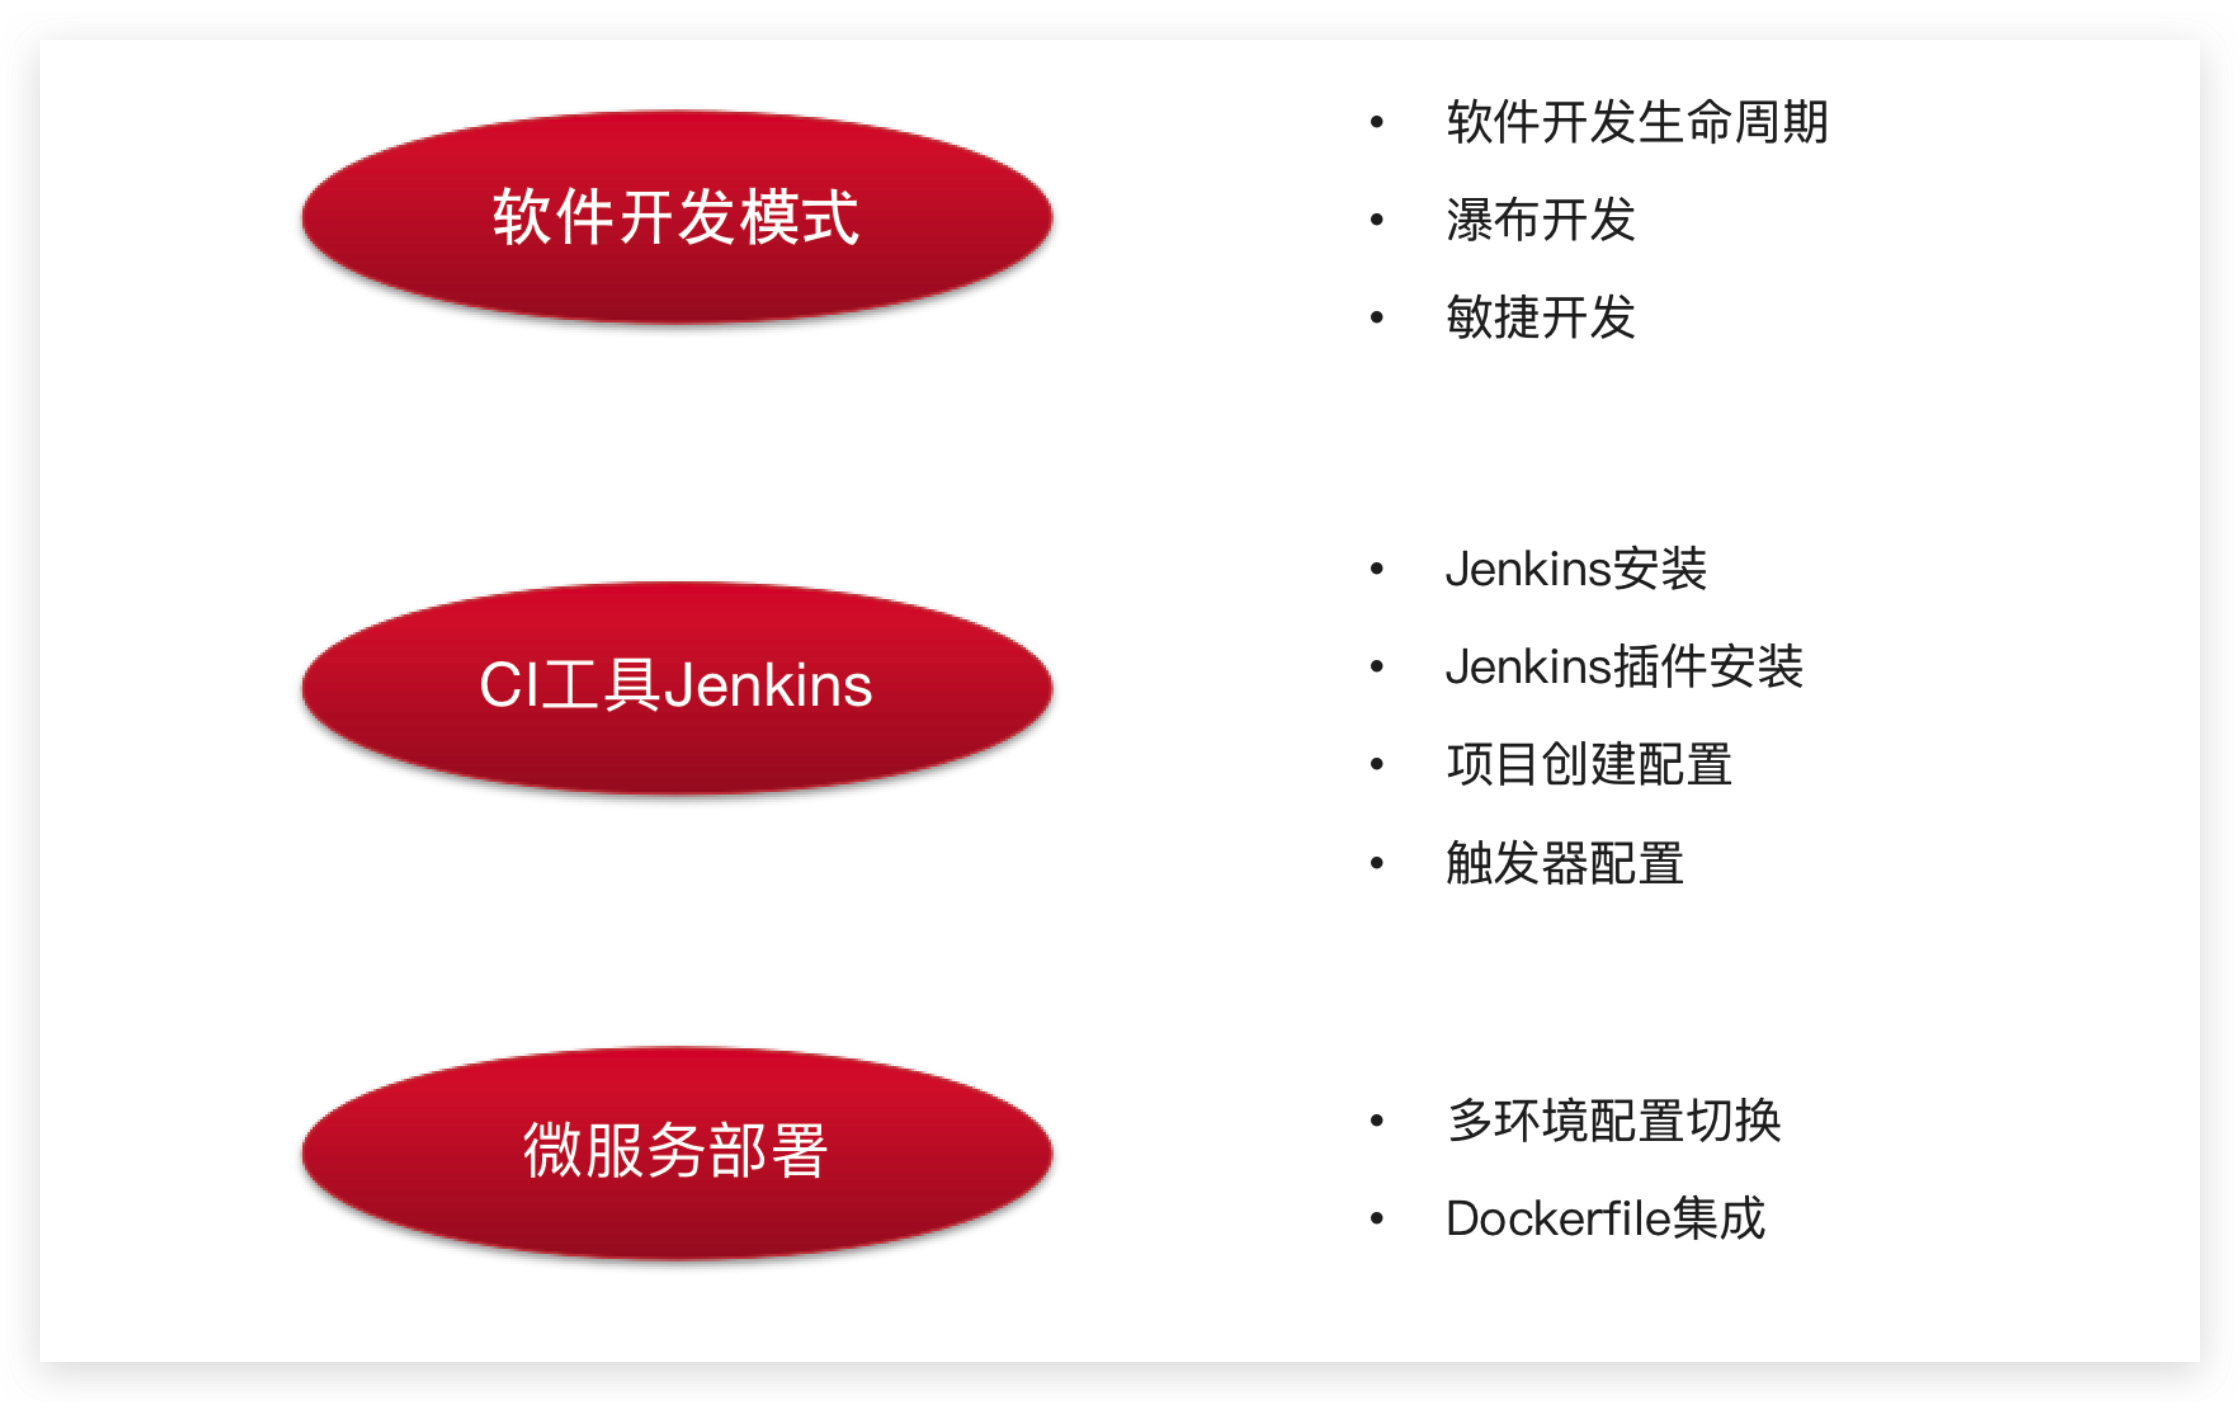 软件开发模式
• 软件开发生命周期
• 瀑布开发
• 敏捷开发
CI工具Jenkins
• Jenkins安装
• Jenkins插件安装
• 项目创建配置
• 触发器配置
微服务部署
• 多环境配置切换
• Dockerfile集成